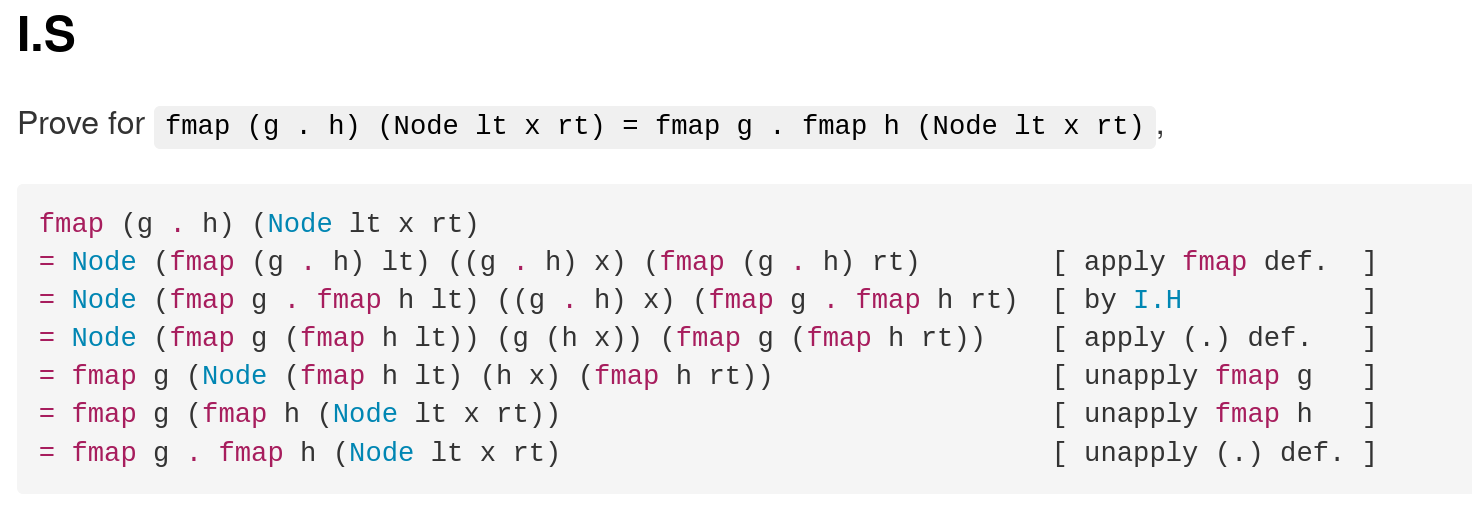 I.S
Prove for fmap (g . h) (Node lt x rt) = fmap g . fmap h (Node lt x rt),
fmap (g . h) (Node lt x rt)
= Node (fmap (g . h) lt) ((g . h) x) (fmap (g . h) rt)        [ apply fmap def.  ]
= Node (fmap g . fmap h lt) ((g . h) x) (fmap g . fmap h rt)  [ by I.H           ]
= Node (fmap g (fmap h lt)) (g (h x)) (fmap g (fmap h rt))    [ apply (.) def.   ]
= fmap g (Node (fmap h lt) (h x) (fmap h rt))                 [ unapply fmap g   ]
= fmap g (fmap h (Node lt x rt))                              [ unapply fmap h   ]
= fmap g . fmap h (Node lt x rt)                              [ unapply (.) def. ]